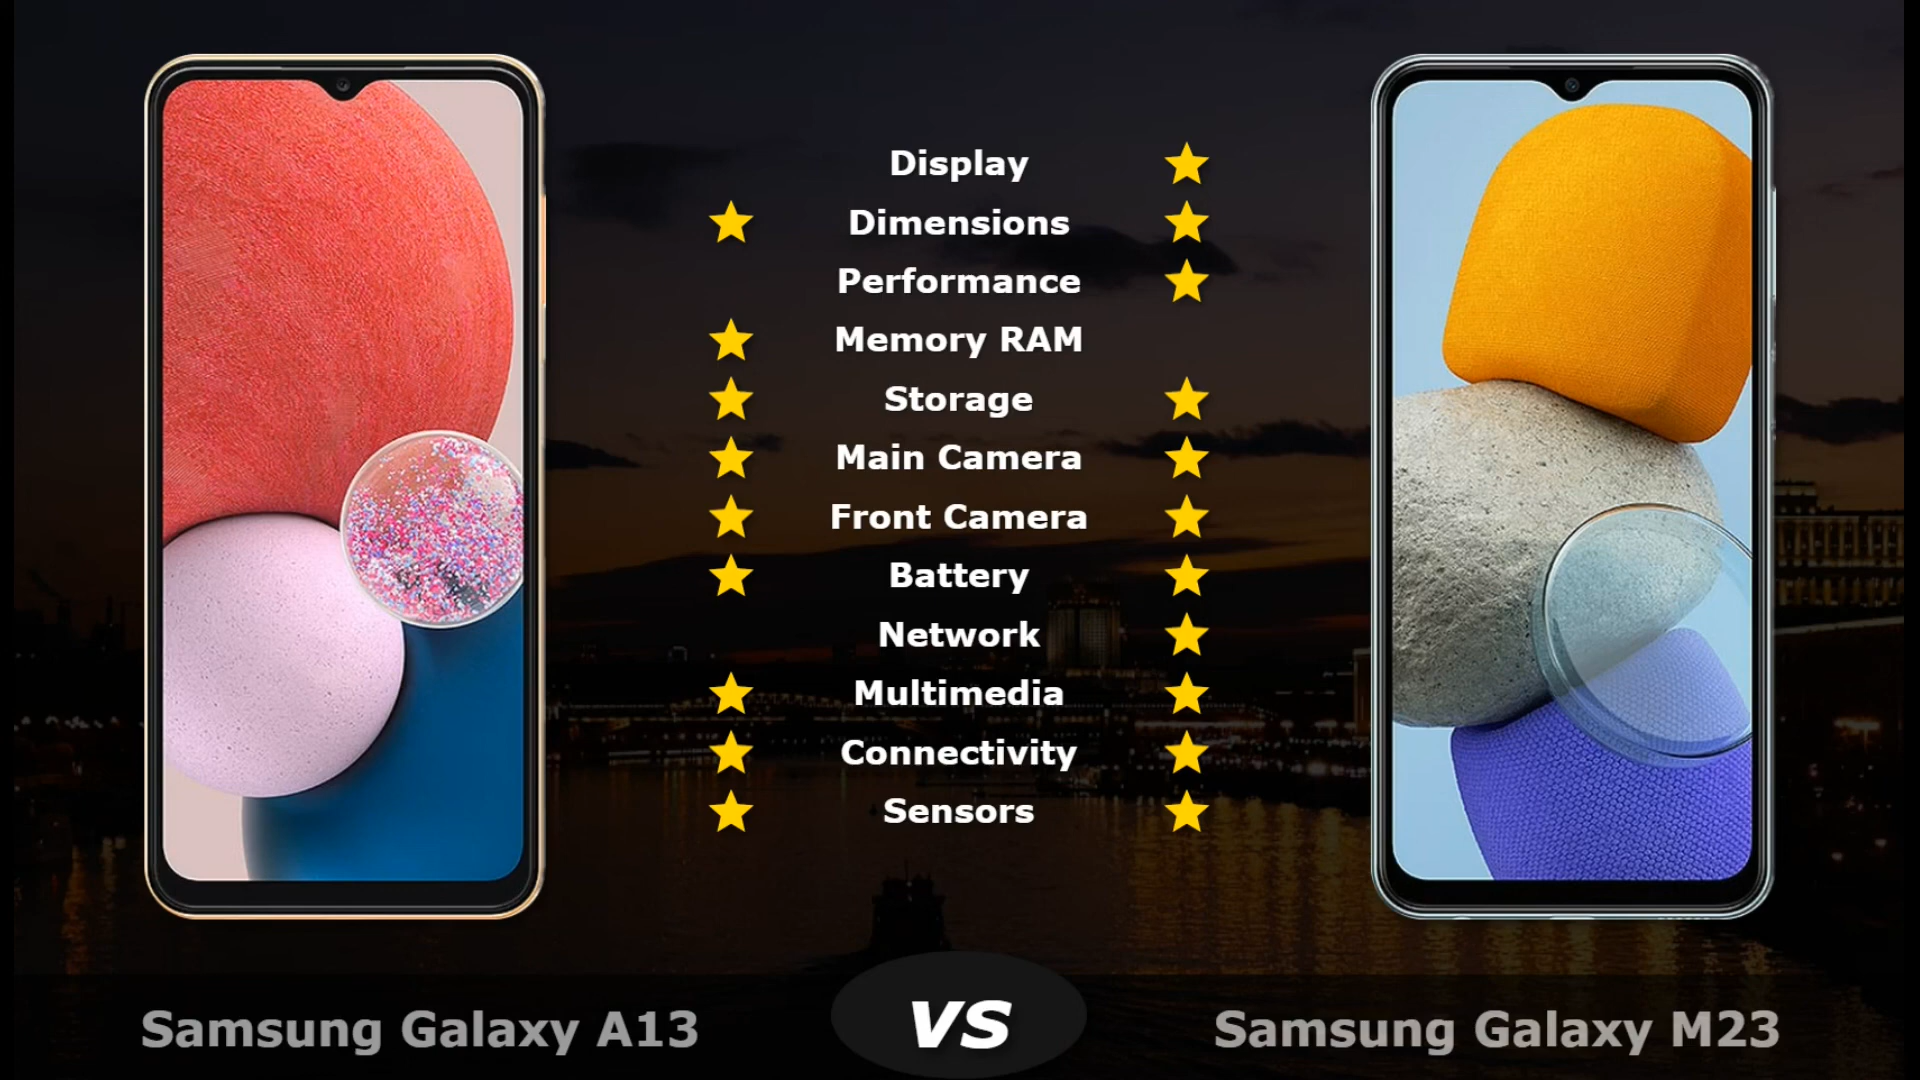 Display
Dimensions
Performance
Memory RAM
Storage
Main Camera
Front Camera
Battery
Network
Multimedia
Connectivity
Sensors
Samsung Galaxy A13
VS
Samsung Galaxy M23